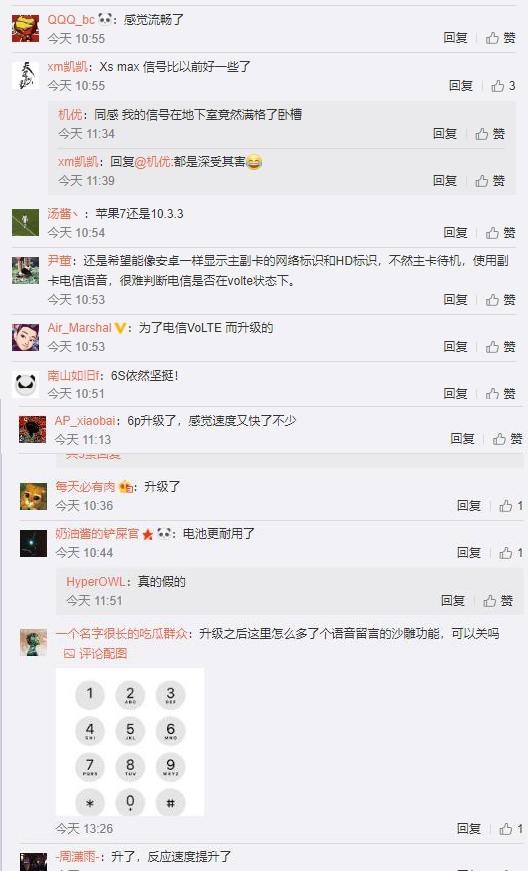 QQQ_bc：感觉流畅了
今天 10:55 回复 赞
xm凯凯：Xs max 信号比以前好一些了
今天 10:55 回复 3
机优：同感 我的信号在地下室竟然满格了卧槽
今天 11:34 回复 赞
xm凯凯：回复@机优:都是深受其害😂
今天 11:39 回复 赞
汤酱丶：苹果7还是10.3.3
今天 10:54 回复 赞
尹菫：还是希望能像安卓一样显示主副卡的网络标识和HD标识，不然主卡待机，使用副
卡电信语音，很难判断电信是否在volte状态下。
今天 10:53 回复 赞
Air_Marshal：为了电信VoLTE 而升级的
今天 10:53 回复 赞
南山如旧f：6S依然坚挺！
今天 10:51 回复 赞
AP_xiaobai：6p升级了，感觉速度又快了不少
今天 11:13 回复 赞
每天必有肉：升级了
今天 10:36 回复 1
奶油酱的铲屎官：电池更耐用了
今天 10:44 回复 1
HyperOWL：真的假的
今天 11:51 回复 赞
一个名字很长的吃瓜群众：升级之后这里怎么多了个语音留言的沙雕功能，可以关吗
评论配图
1 2 3
ABC DEF
4 5 6
GHI JKL MNO
7 8 9
PQRS TUV WXYZ
* 0 #
+
今天 13:26 回复 1
-周潇雨-：升了，反应速度提升了